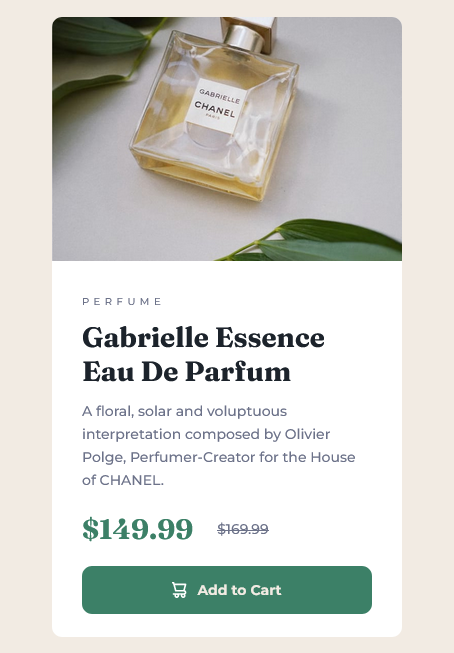 GABRIELLE
CHANEL
PARIS
PERFUME
Gabrielle Essence
Eau De Parfum
A floral, solar and voluptuous
interpretation composed by Olivier
Polge, Perfumer-Creator for the House
of CHANEL.
$149.99 $169.99
Add to Cart